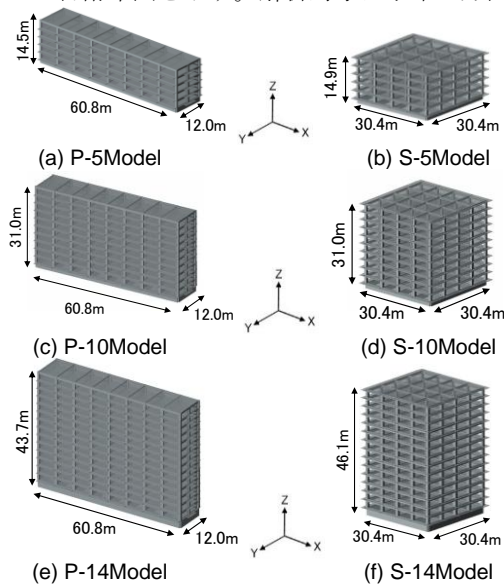 14.5m
60.8m
12.0m
Z
Y
X
14.9m
30.4m
30.4m
(a) P-5Model
(b) S-5Model
31.0m
60.8m
12.0m
Z
Y
X
31.0m
30.4m
30.4m
(c) P-10Model
(d) S-10Model
43.7m
60.8m
12.0m
Z
Y
X
46.1m
30.4m
30.4m
(e) P-14Model
(f) S-14Model